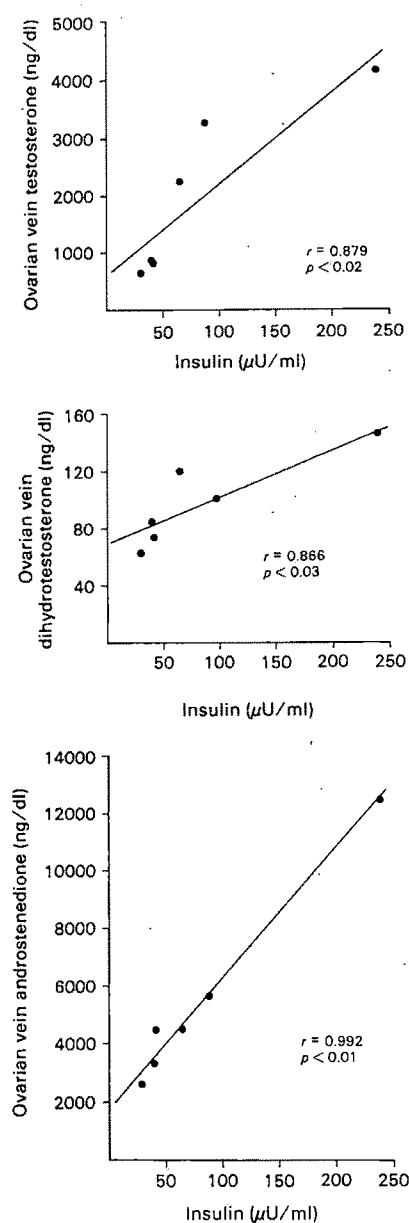 Ovarian vein testosterone (ng/dl)
5000
4000
3000
2000
1000
r = 0.879
p < 0.02
50 100 150 200 250
Insulin (μU/ml)
Ovarian vein
dihydrotestosterone (ng/dl)
160
120
80
40
r = 0.866
p < 0.03
50 100 150 200 250
Insulin (μU/ml)
Ovarian vein androstenedione (ng/dl)
14000
12000
10000
8000
6000
4000
2000
r = 0.992
p < 0.01
50 100 150 200 250
Insulin (μU/ml)